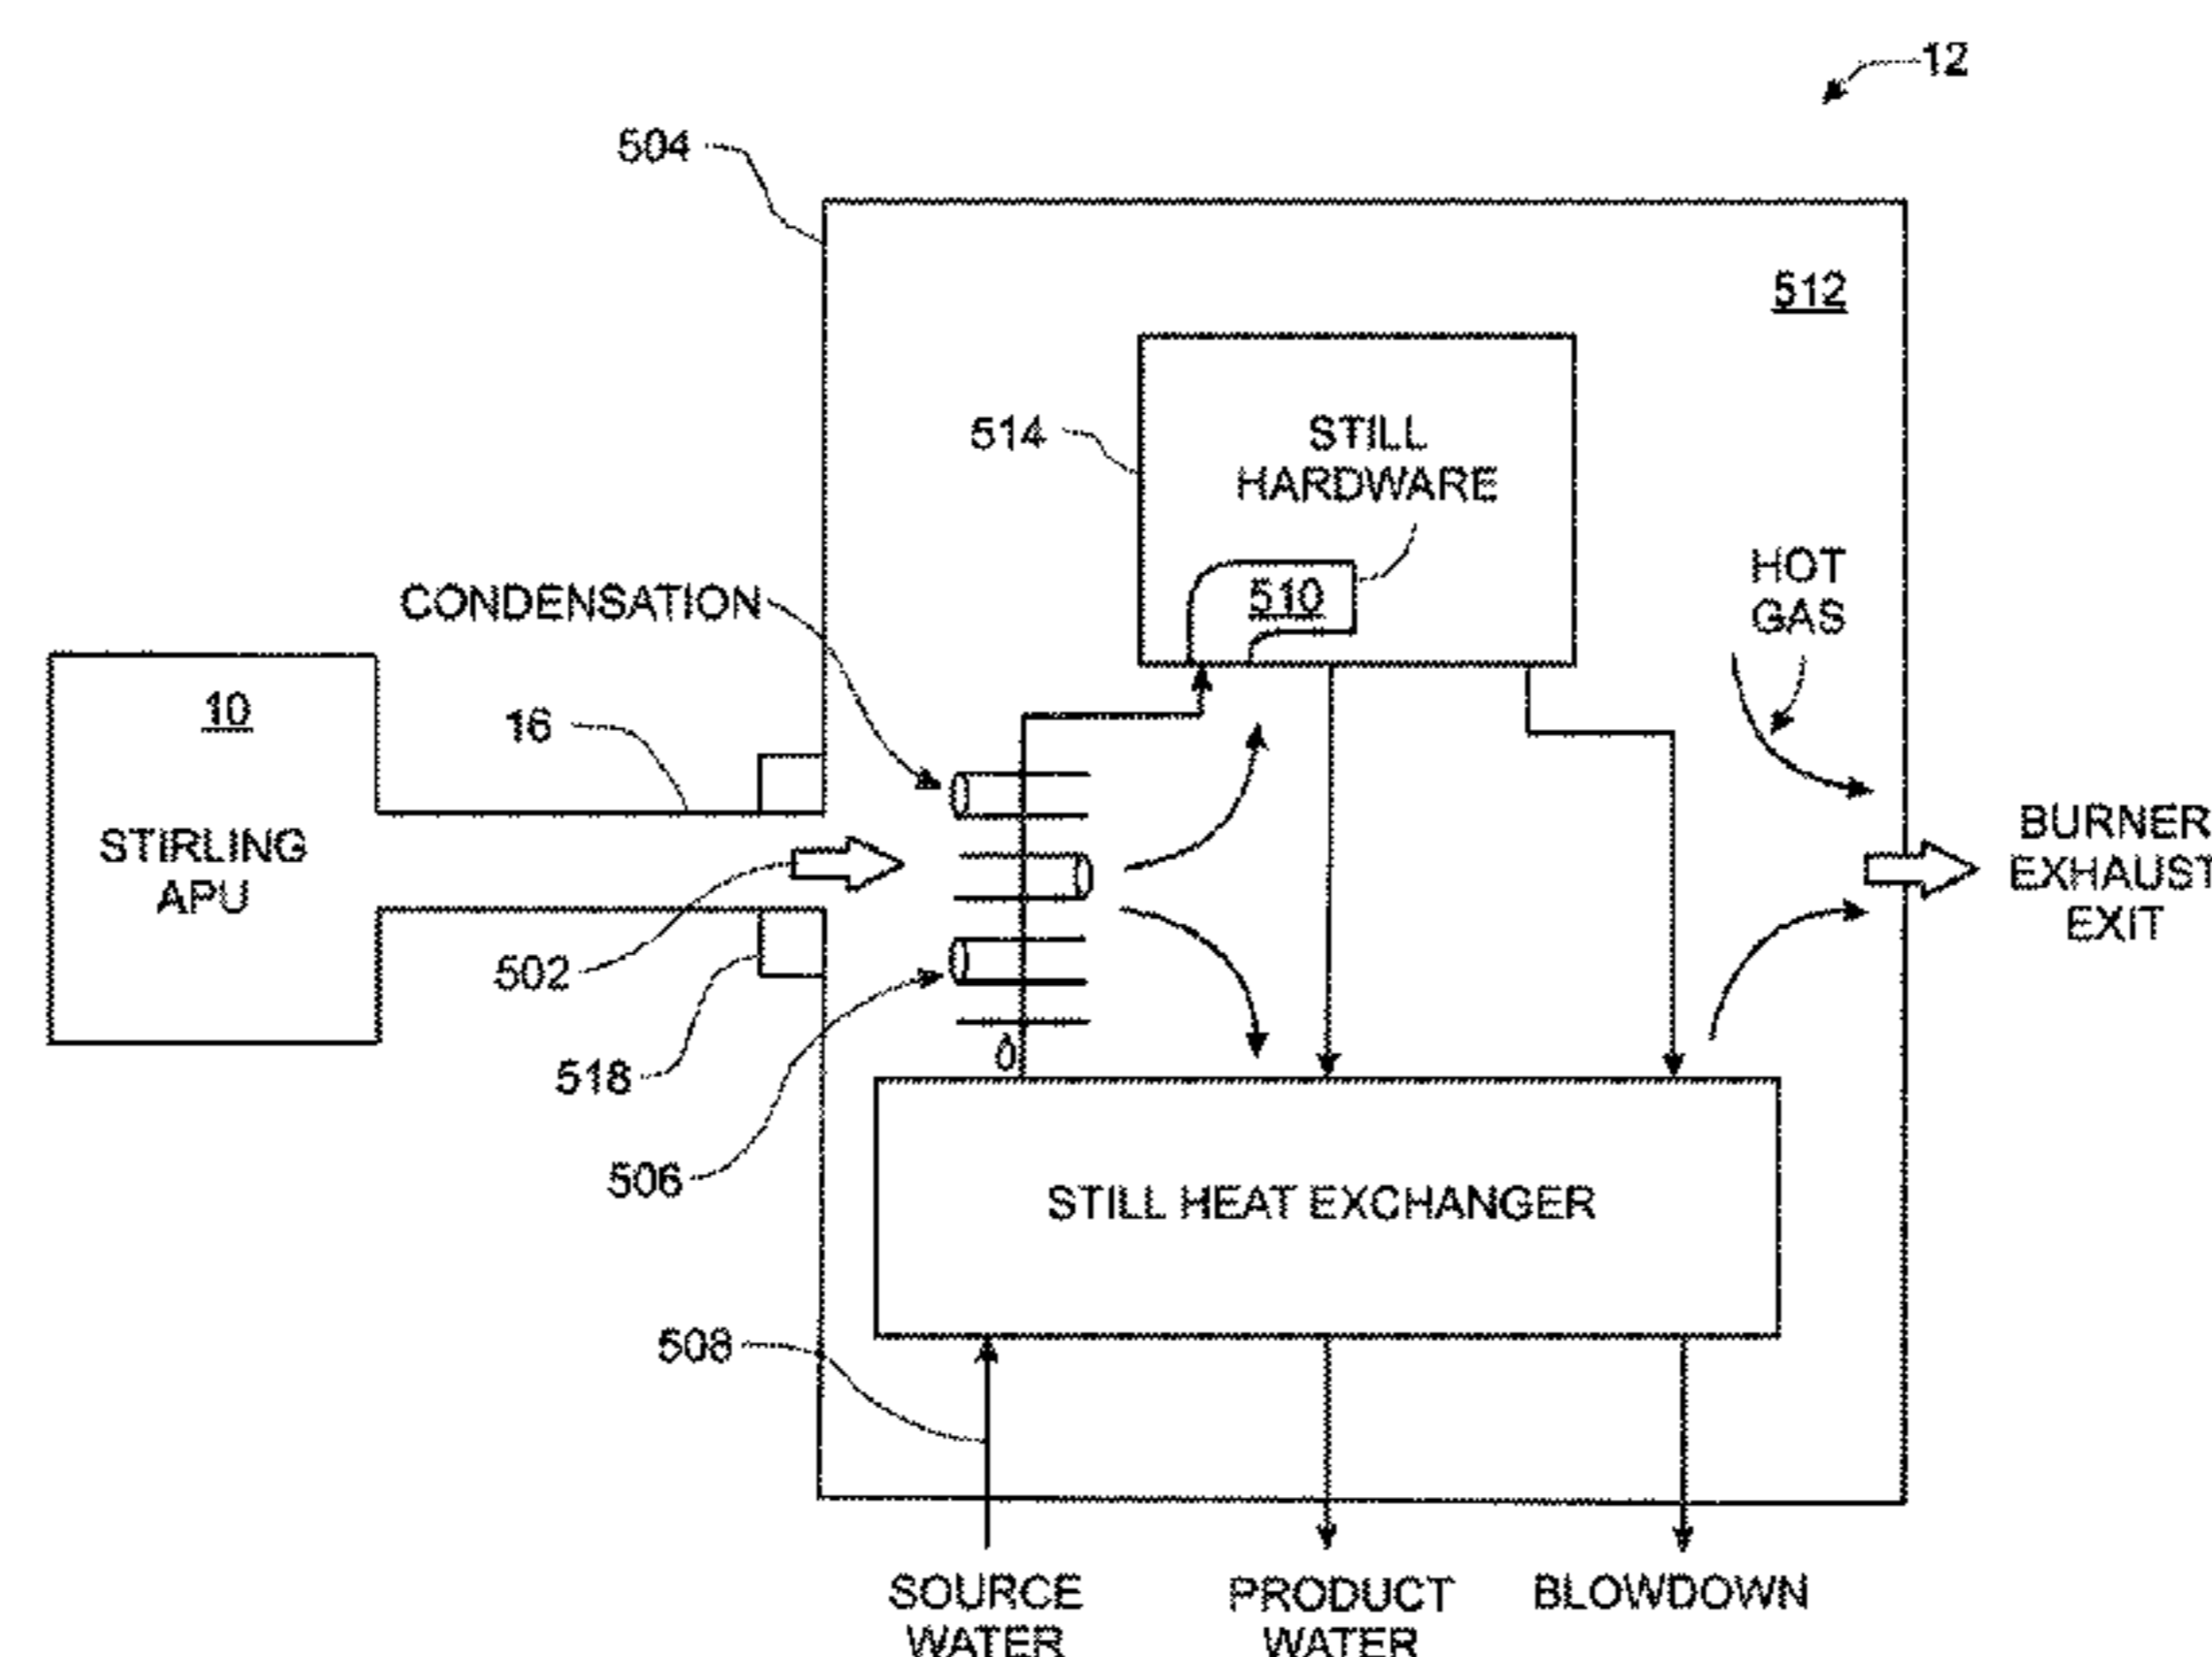 12
504
512
514
STILL
HARDWARE
510
HOT
GAS
CONDENSATION
10
16
STIRLING
APU
BURNER
EXHAUST
EXIT
502
518
506
STILL HEAT EXCHANGER
508
SOURCE
WATER
PRODUCT
WATER
BLOWDOWN